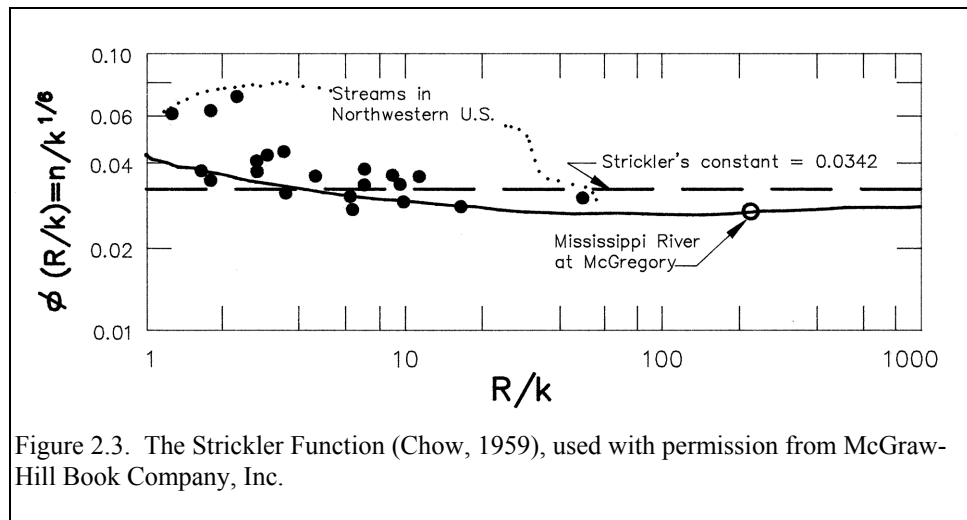 0.10
0.06
0.04
0.02
0.01
ϕ (R/k)=n/k^1/6
Streams in
Northwestern U.S.
Strickler's constant = 0.0342
Mississippi River
at McGregory
1
10
100
1000
R/k
Figure 2.3. The Strickler Function (Chow, 1959), used with permission from McGraw-
Hill Book Company, Inc.